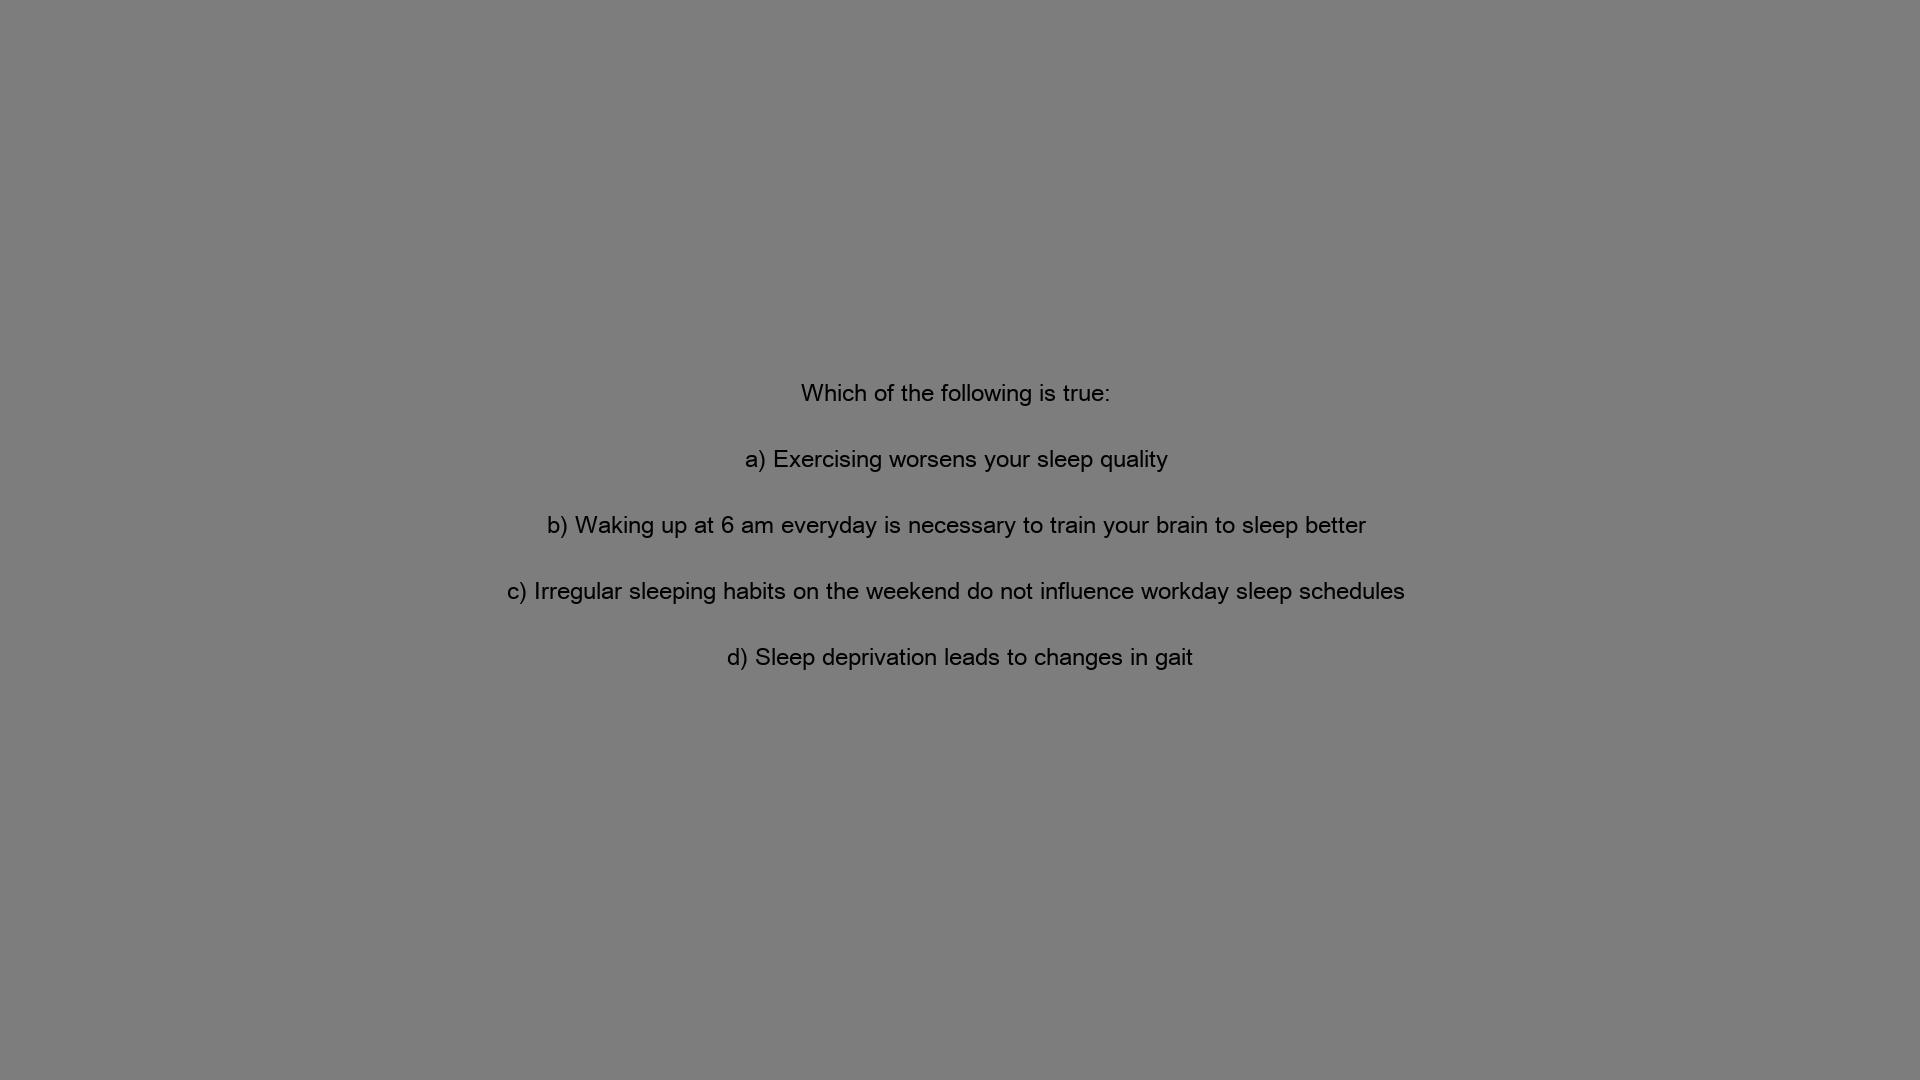 Which of the following is true:
a) Exercising worsens your sleep quality
b) Waking up at 6 am everyday is necessary to train your brain to sleep better
c) Irregular sleeping habits on the weekend do not influence workday sleep schedules
d) Sleep deprivation leads to changes in gait